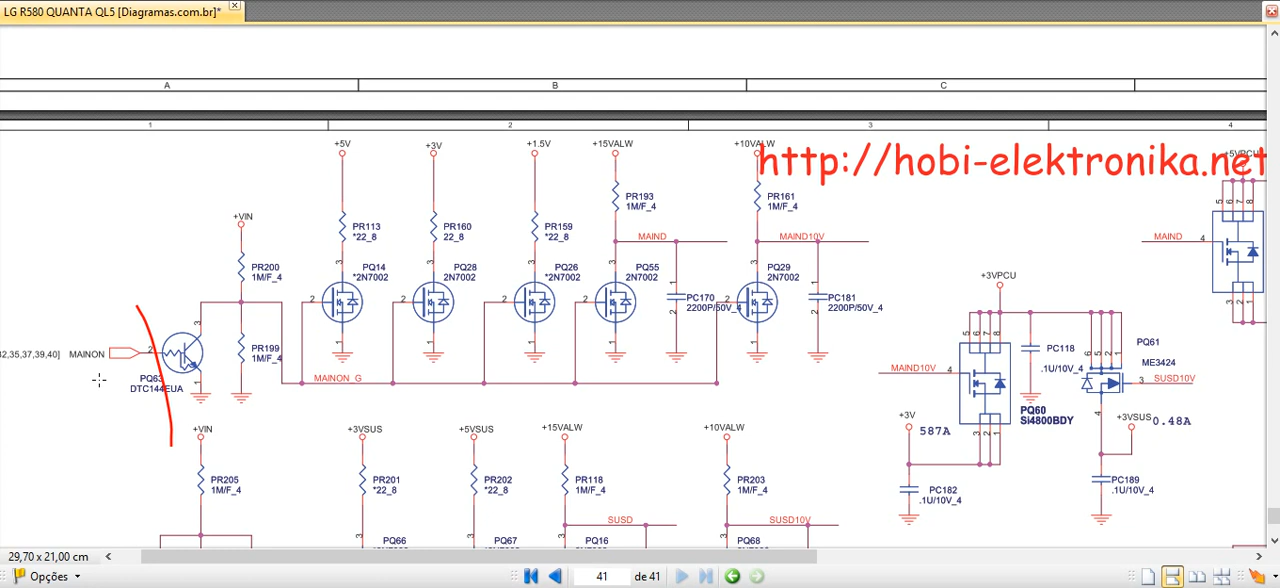 LG R580 QUANTA QL5 [Diagramas.com.br]*
A B C
1 2 3 4
+5V +3V +1.5V +15VALW +10VALW
http://hobi-elektronika.net
PR193
1M/F_4
PR161
1M/F_4
+VIN
PR113
*22_8
PR160
22_8
PR159
*22_8
MAIND MAIND10V MAIND
PR200
1M/F_4
PQ14
*2N7002
PQ28
2N7002
PQ26
*2N7002
PQ55
2N7002
PQ29
2N7002
+3VPCU
PC170
2200P/50V_4
PC181
2200P/50V_4
32,35,37,39,40] MAINON
PR199
1M/F_4
PQ63
DTC144EUA
MAINON_G
PC118
.1U/10V_4
PQ61
ME3424
MAIND10V
SUSD10V
PQ60
SI4800BDY
+3V
587A
+3VSUS
0.48A
+VIN +3VSUS +5VSUS +15VALW +10VALW
PR205
1M/F_4
PR201
*22_8
PR202
*22_8
PR118
1M/F_4
PR203
1M/F_4
PC182
.1U/10V_4
PC189
.1U/10V_4
SUSD SUSD10V
PQ66 PQ67 PQ16 PQ68
29,70 x 21,00 cm
Opções 41 de 41